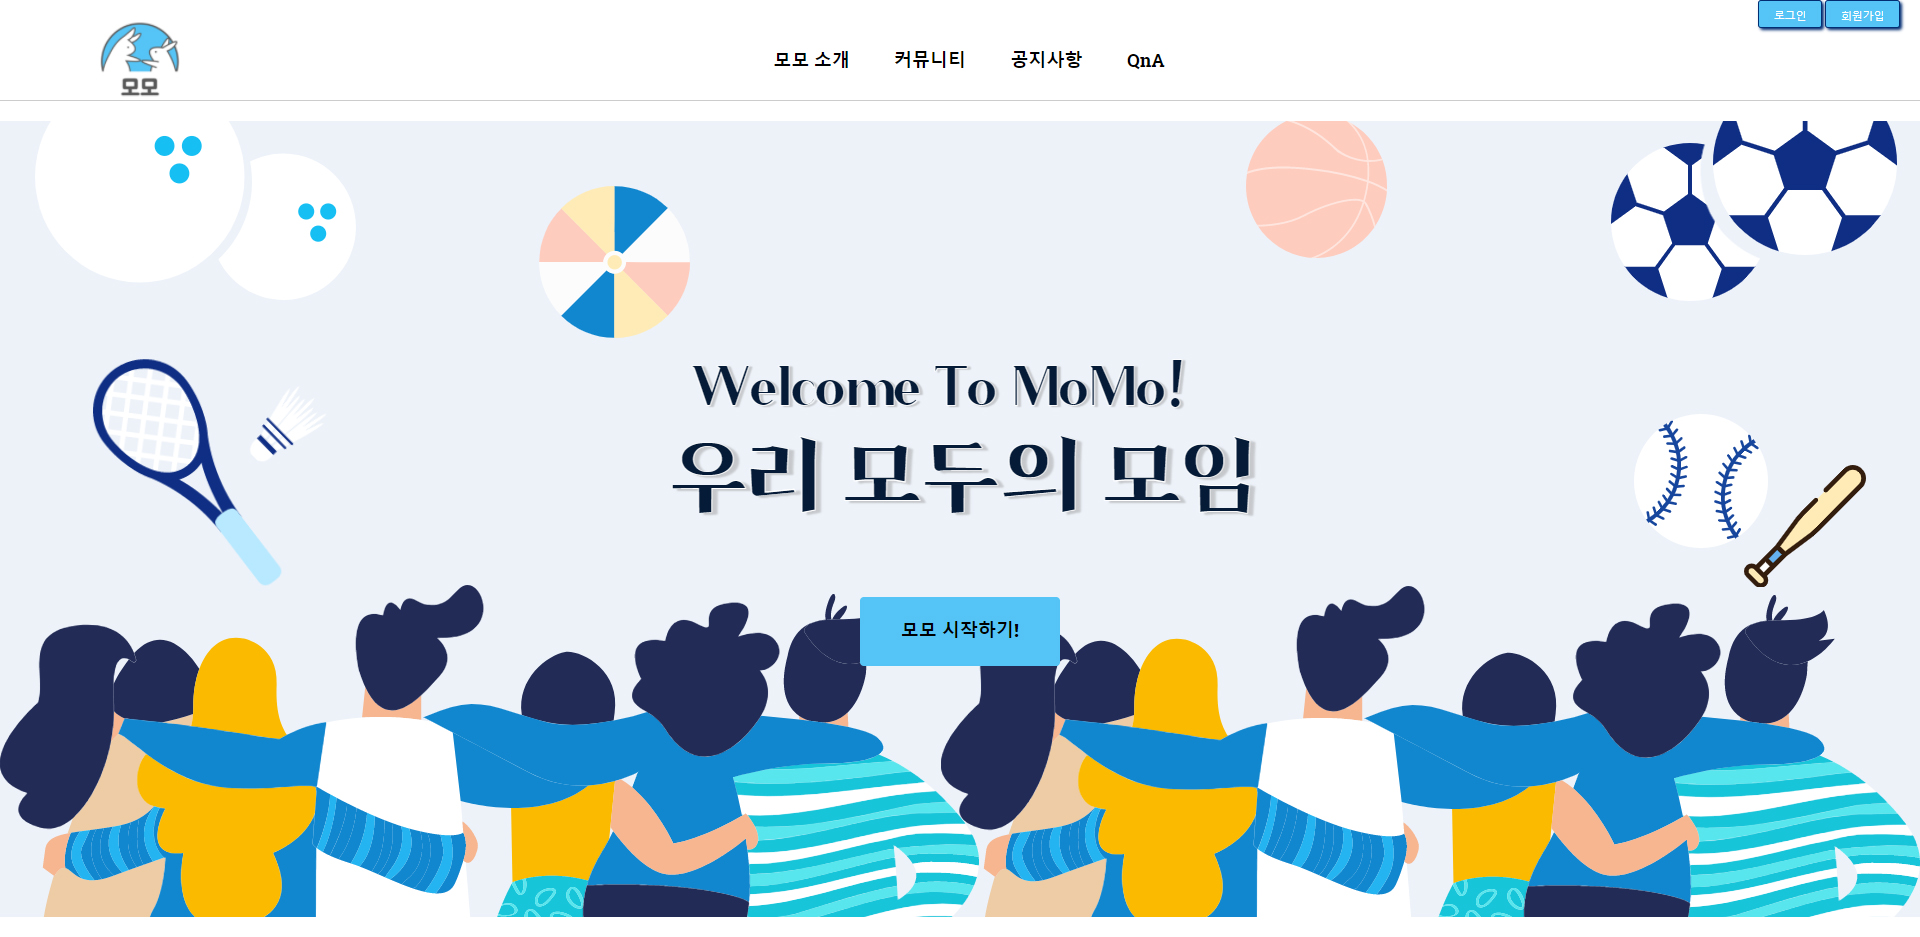 로그인 회원가입
모모
모모 소개 커뮤니티 공지사항 QnA
Welcome To MoMo!
우리 모두의 모임
모모 시작하기!